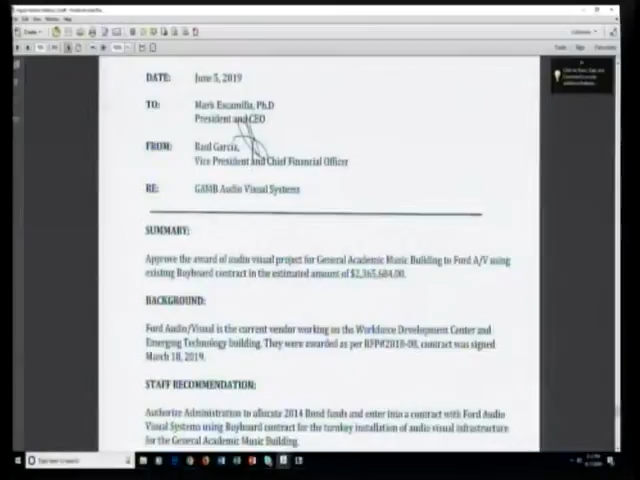 DATE: June 5, 2019
TO: Mark Escamilla, Ph.D
President and CEO
FROM: Raul Garcia,
Vice President and Chief Financial Officer
RE: GAMB Audio Visual Systems
SUMMARY:
Approve the award of audio visual project for General Academic Music Building to Ford A/V using
existing Buyboard contract in the estimated amount of $2,365,684.00.
BACKGROUND:
Ford Audio/Visual is the current vendor working on the Workforce Development Center and
Emerging Technology building. They were awarded as per RFP#2018-08, contract was signed
March 18, 2019.
STAFF RECOMMENDATION:
Authorize Administration to allocate 2014 Bond funds and enter into a contract with Ford Audio
Visual Systems using Buyboard contract for the turnkey installation of audio visual infrastructure
for the General Academic Music Building.